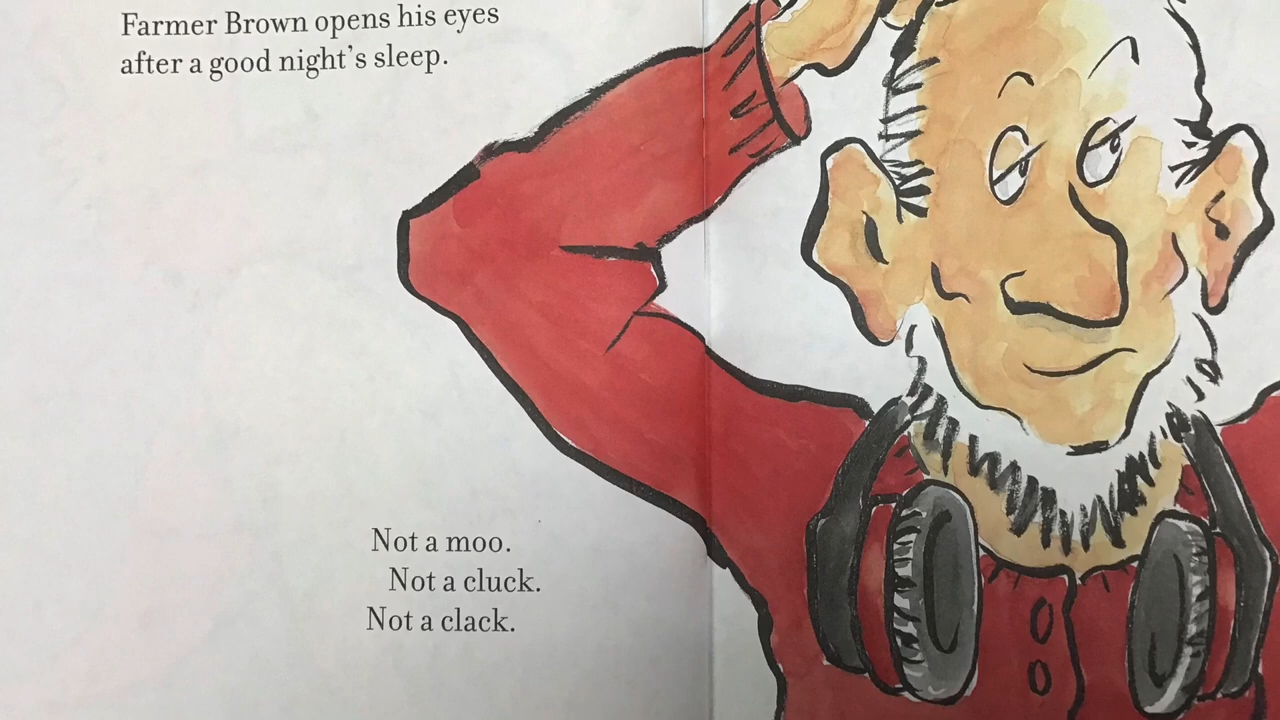 Farmer Brown opens his eyes
after a good night's sleep.
Not a moo.
Not a cluck.
Not a clack.